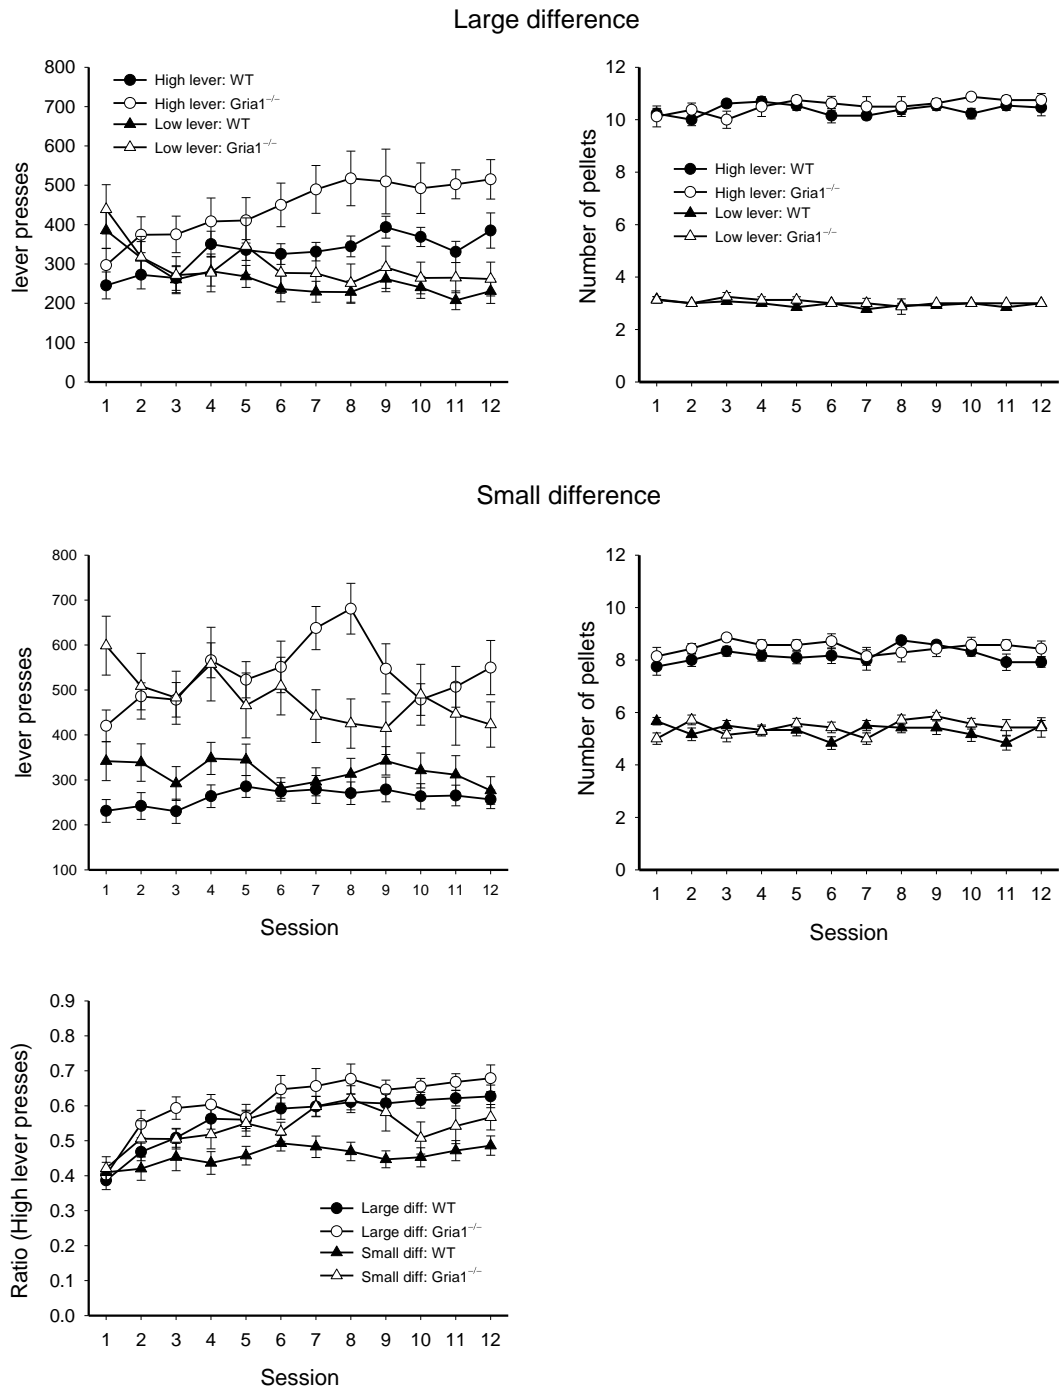 Large difference
800
700
600
500
400
300
200
100
0
lever presses
High lever: WT
High lever: Gria1−/−
Low lever: WT
Low lever: Gria1−/−
1 2 3 4 5 6 7 8 9 10 11 12
12
10
8
6
4
2
0
Number of pellets
High lever: WT
High lever: Gria1−/−
Low lever: WT
Low lever: Gria1−/−
1 2 3 4 5 6 7 8 9 10 11 12
Small difference
800
700
600
500
400
300
200
100
lever presses
1 2 3 4 5 6 7 8 9 10 11 12
Session
12
10
8
6
4
2
0
Number of pellets
1 2 3 4 5 6 7 8 9 10 11 12
Session
0.9
0.8
0.7
0.6
0.5
0.4
0.3
0.2
0.1
0.0
Ratio (High lever presses)
Large diff: WT
Large diff: Gria1−/−
Small diff: WT
Small diff: Gria1−/−
1 2 3 4 5 6 7 8 9 10 11 12
Session